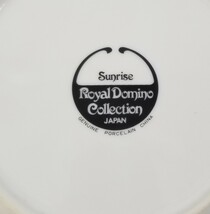 Sunrise
Royal Domino
Collection
JAPAN
GENUINE PORCELAIN CHINA